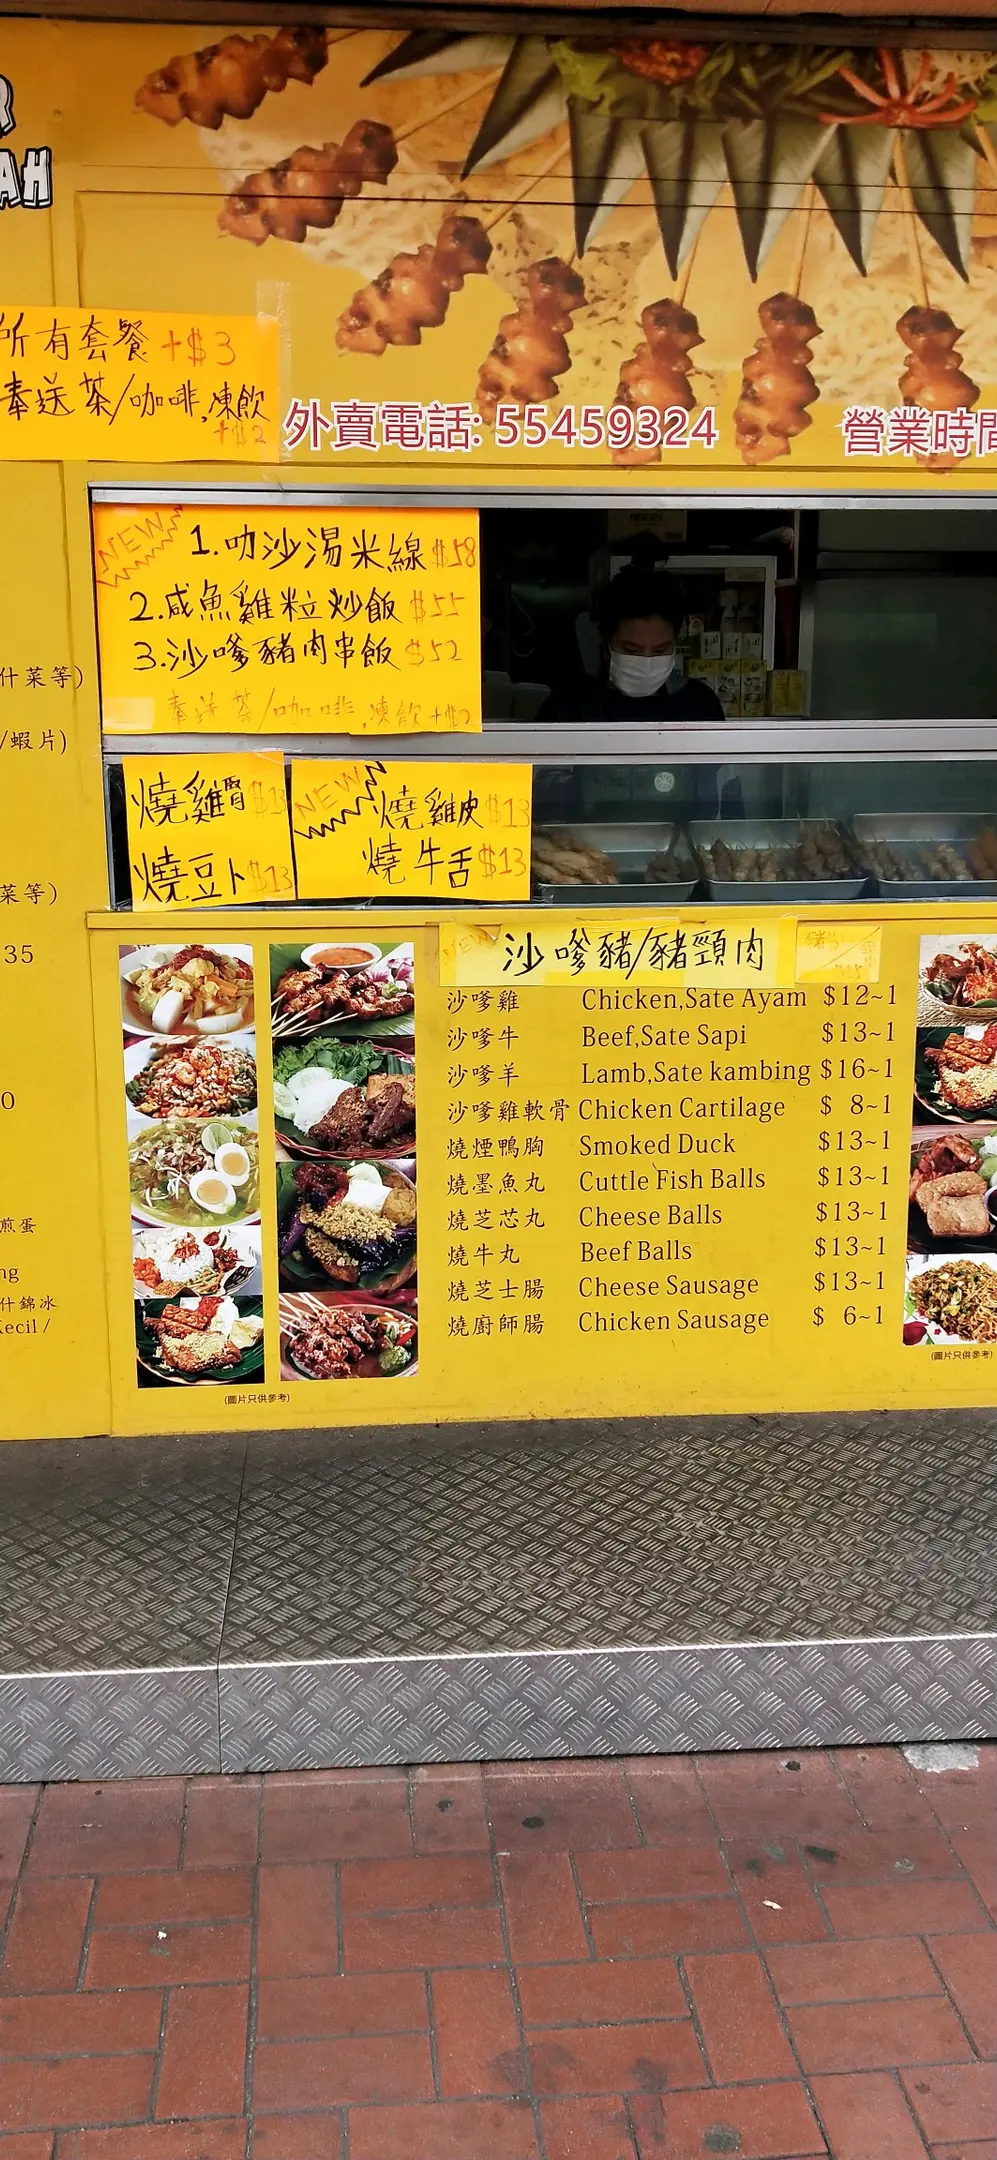 R
AH
所有套餐 +$3
奉送茶/咖啡,凍飲
+$2
外賣電話: 55459324
營業時間
NEW
1.叻沙湯米線 $58
2.咸魚雞粒炒飯 $55
3.沙嗲豬肉串飯 $52
奉送茶/咖啡,凍飲+$2
什菜等)
/蝦片)
菜等)
35
0
煎蛋
ng
什錦冰
Kecil /
燒雞腎 $13
燒豆卜 $13
NEW
燒雞皮 $13
燒牛舌 $13
NEW 沙嗲豬/豬頸肉
沙嗲雞 Chicken,Sate Ayam $12~1
沙嗲牛 Beef,Sate Sapi $13~1
沙嗲羊 Lamb,Sate kambing $16~1
沙嗲雞軟骨 Chicken Cartilage $ 8~1
燒煙鴨胸 Smoked Duck $13~1
燒墨魚丸 Cuttle Fish Balls $13~1
燒芝芯丸 Cheese Balls $13~1
燒牛丸 Beef Balls $13~1
燒芝士腸 Cheese Sausage $13~1
燒廚師腸 Chicken Sausage $ 6~1
(圖片只供參考)
(圖片只供參考)